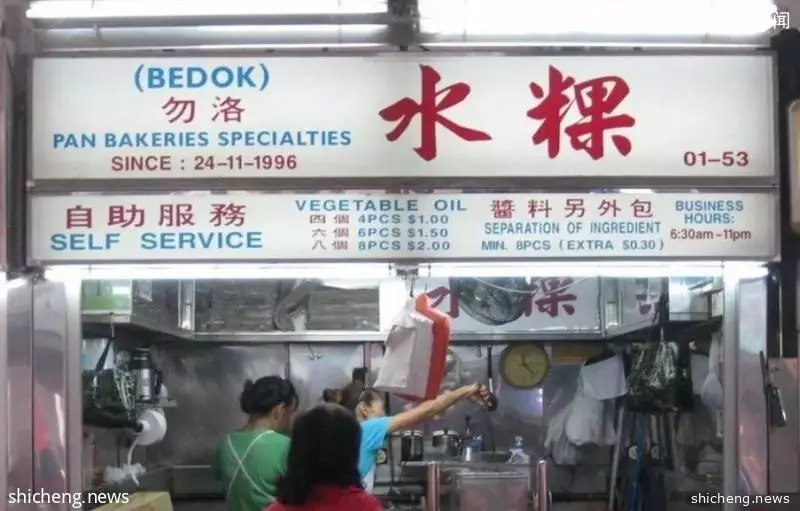 闻
(BEDOK)
勿洛
PAN BAKERIES SPECIALTIES
SINCE : 24-11-1996
水粿
01-53
自助服務
SELF SERVICE
VEGETABLE OIL
四個 4PCS $1.00
六個 6PCS $1.50
八個 8PCS $2.00
醬料另外包
SEPARATION OF INGREDIENT
MIN. 8PCS (EXTRA $0.30)
BUSINESS
HOURS:
6:30am-11pm
水粿
shicheng.news
shicheng.news